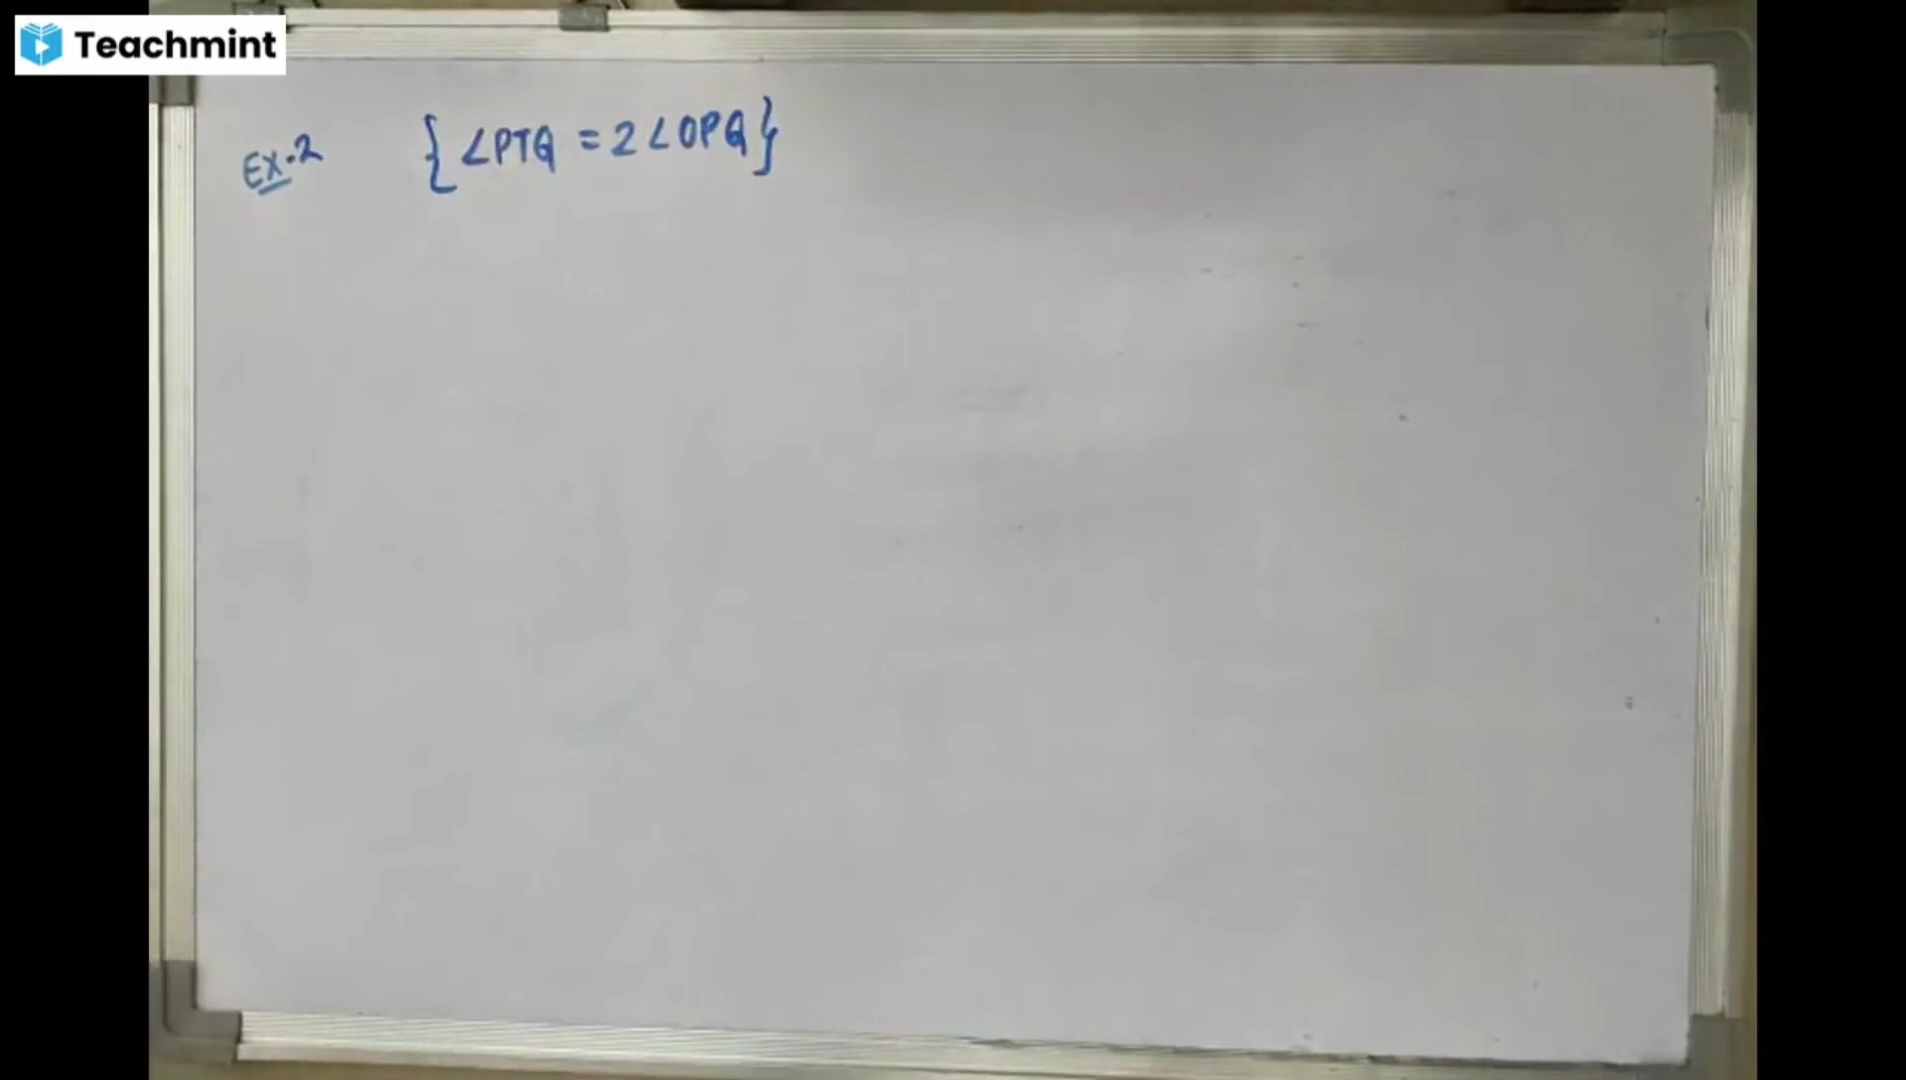 Teachmint
Ex.2 {∠PTQ = 2∠OPQ}